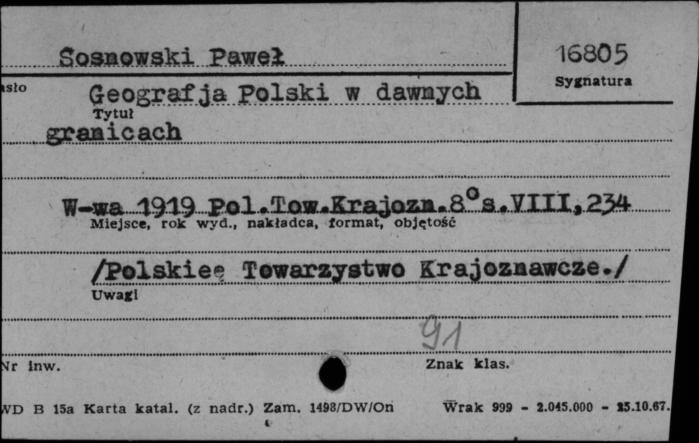 Sosnowski Paweł
16805
Sygnatura
asło
Geografja Polski w dawnych
Tytuł
granicach
W-wa 1919 Pol.Tow.Krajozn.8° s.VIII,234
Miejsce, rok wyd., nakładca, format, objętość
/Polskieę Towarzystwo Krajoznawcze./
Uwagi
91
Nr inw.
Znak klas.
WD B 15a Karta katal. (z nadr.) Zam. 1498/DW/On Wrak 999 - 2.045.000 - 25.10.67.